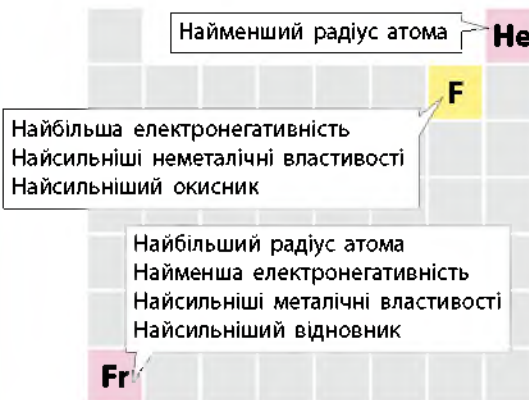 Найменший радіус атома
He
F
Найбільша електронегативність
Найсильніші неметалічні властивості
Найсильніший окисник
Найбільший радіус атома
Найменша електронегативність
Найсильніші металічні властивості
Найсильніший відновник
Fr